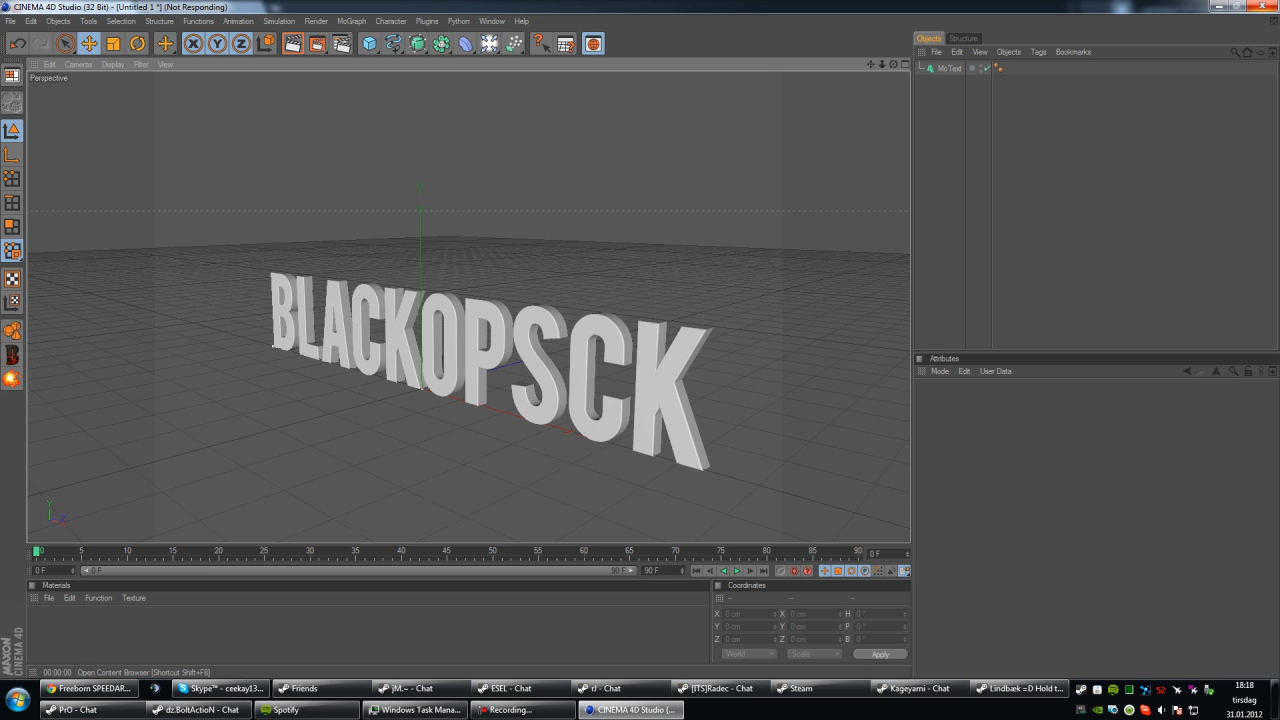 CINEMA 4D Studio (32 Bit) - [Untitled 1 *] (Not Responding)
File Edit Objects Tools Selection Structure Functions Animation Simulation Render MoGraph Character Plugins Python Window Help
Edit Cameras Display Filter View
Perspective
Objects Structure
File Edit View Objects Tags Bookmarks
MoText
BLACKOPSCK
Y
Attributes
Mode Edit User Data
0 5 10 15 20 25 30 35 40 45 50 55 60 65 70 75 80 85 90 0 F
0 F 0 F 90 F 90 F
Materials
File Edit Function Texture
Coordinates
-- -- --
X 0 cm X 0 cm H 0 °
Y 0 cm Y 0 cm P 0 °
Z 0 cm Z 0 cm B 0 °
World Scale Apply
MAXON CINEMA 4D
00:00:00 Open Content Browser [Shortcut Shift+F8]
Freeborn SPEEDAR... Skype™ - ceekay13... Friends jM.~ - Chat ESEL - Chat rJ - Chat [ITS]Radec - Chat Steam Kageyami - Chat Lindbæk =D Hold t...
PrO - Chat dz.BoltActioN - Chat Spotify Windows Task Mana... Recording... CINEMA 4D Studio (...
52
18:18
tirsdag
31.01.2012